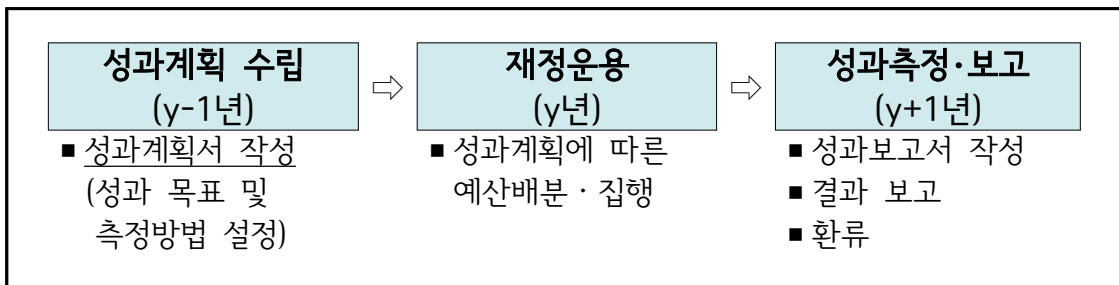 성과계획 수립
(y-1년)
■ 성과계획서 작성
(성과 목표 및
측정방법 설정)
⇨
재정운용
(y년)
■ 성과계획에 따른
예산배분 · 집행
⇨
성과측정·보고
(y+1년)
■ 성과보고서 작성
■ 결과 보고
■ 환류